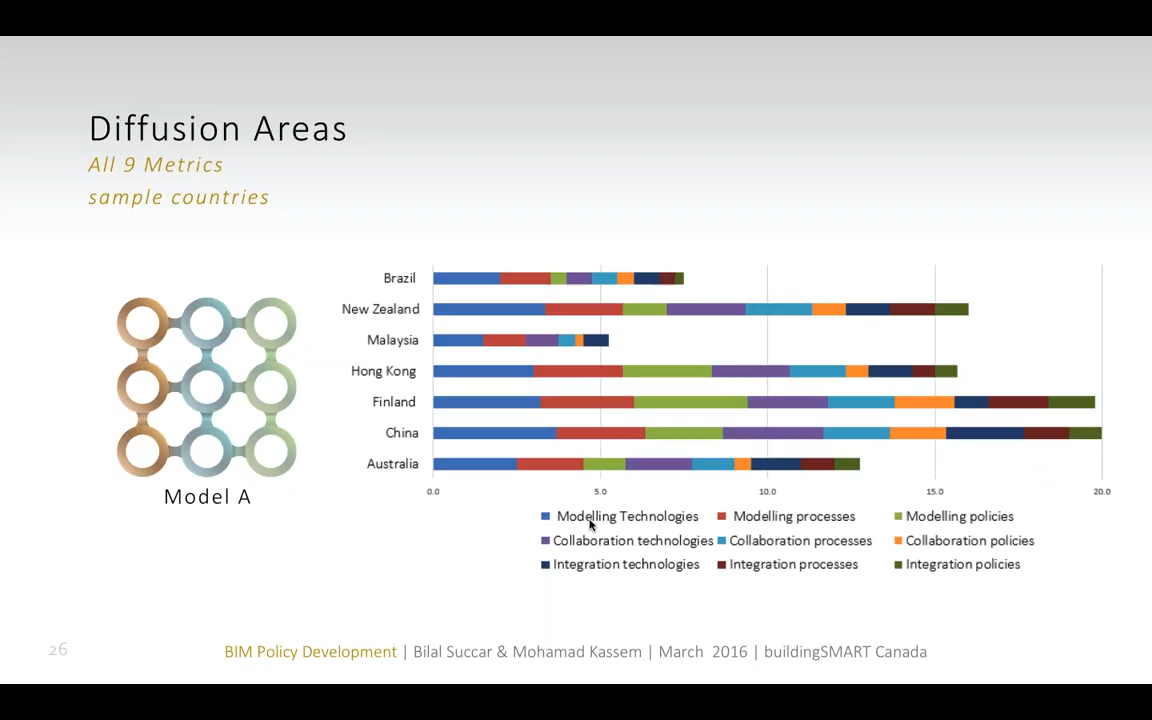 Diffusion Areas
All 9 Metrics
sample countries
Model A
Brazil
New Zealand
Malaysia
Hong Kong
Finland
China
Australia
0.0 5.0 10.0 15.0 20.0
Modelling Technologies Modelling processes Modelling policies
Collaboration technologies Collaboration processes Collaboration policies
Integration technologies Integration processes Integration policies
26
BIM Policy Development | Bilal Succar & Mohamad Kassem | March 2016 | buildingSMART Canada